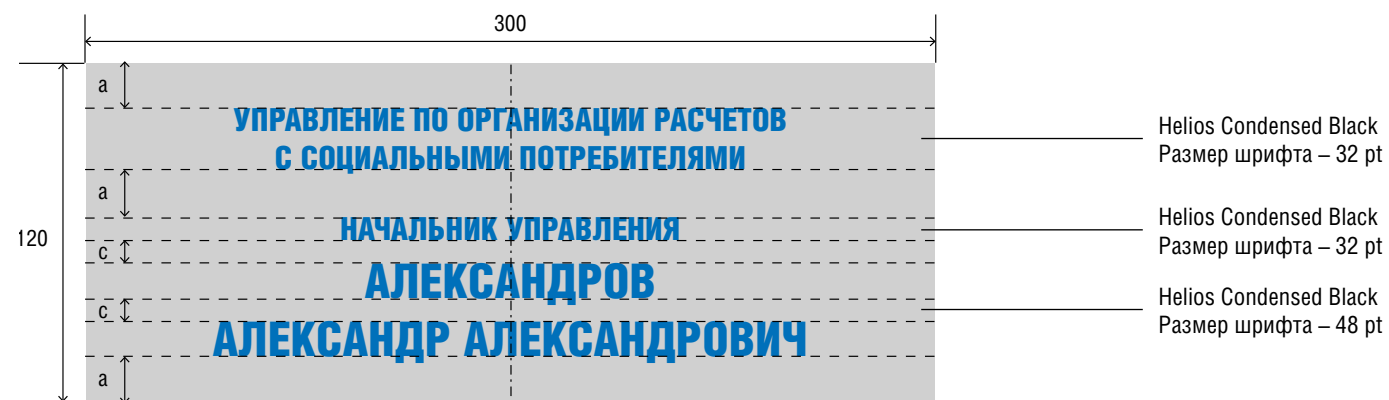 300
a
УПРАВЛЕНИЕ ПО ОРГАНИЗАЦИИ РАСЧЕТОВ
С СОЦИАЛЬНЫМИ ПОТРЕБИТЕЛЯМИ
Helios Condensed Black
Размер шрифта – 32 pt
a
120
НАЧАЛЬНИК УПРАВЛЕНИЯ
Helios Condensed Black
Размер шрифта – 32 pt
c
АЛЕКСАНДРОВ
c
Helios Condensed Black
Размер шрифта – 48 pt
АЛЕКСАНДР АЛЕКСАНДРОВИЧ
a